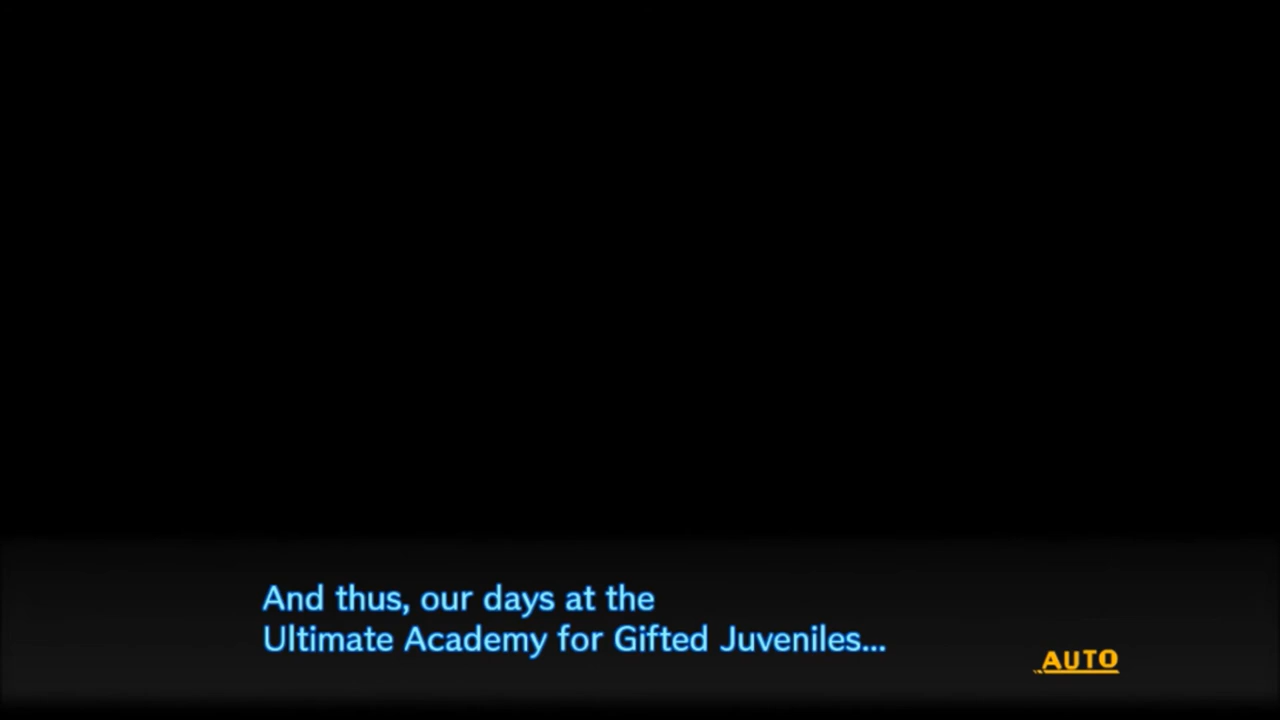 And thus, our days at the
Ultimate Academy for Gifted Juveniles...
AUTO